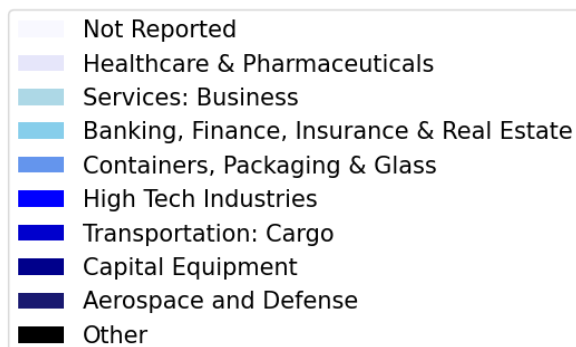 Not Reported
Healthcare & Pharmaceuticals
Services: Business
Banking, Finance, Insurance & Real Estate
Containers, Packaging & Glass
High Tech Industries
Transportation: Cargo
Capital Equipment
Aerospace and Defense
Other